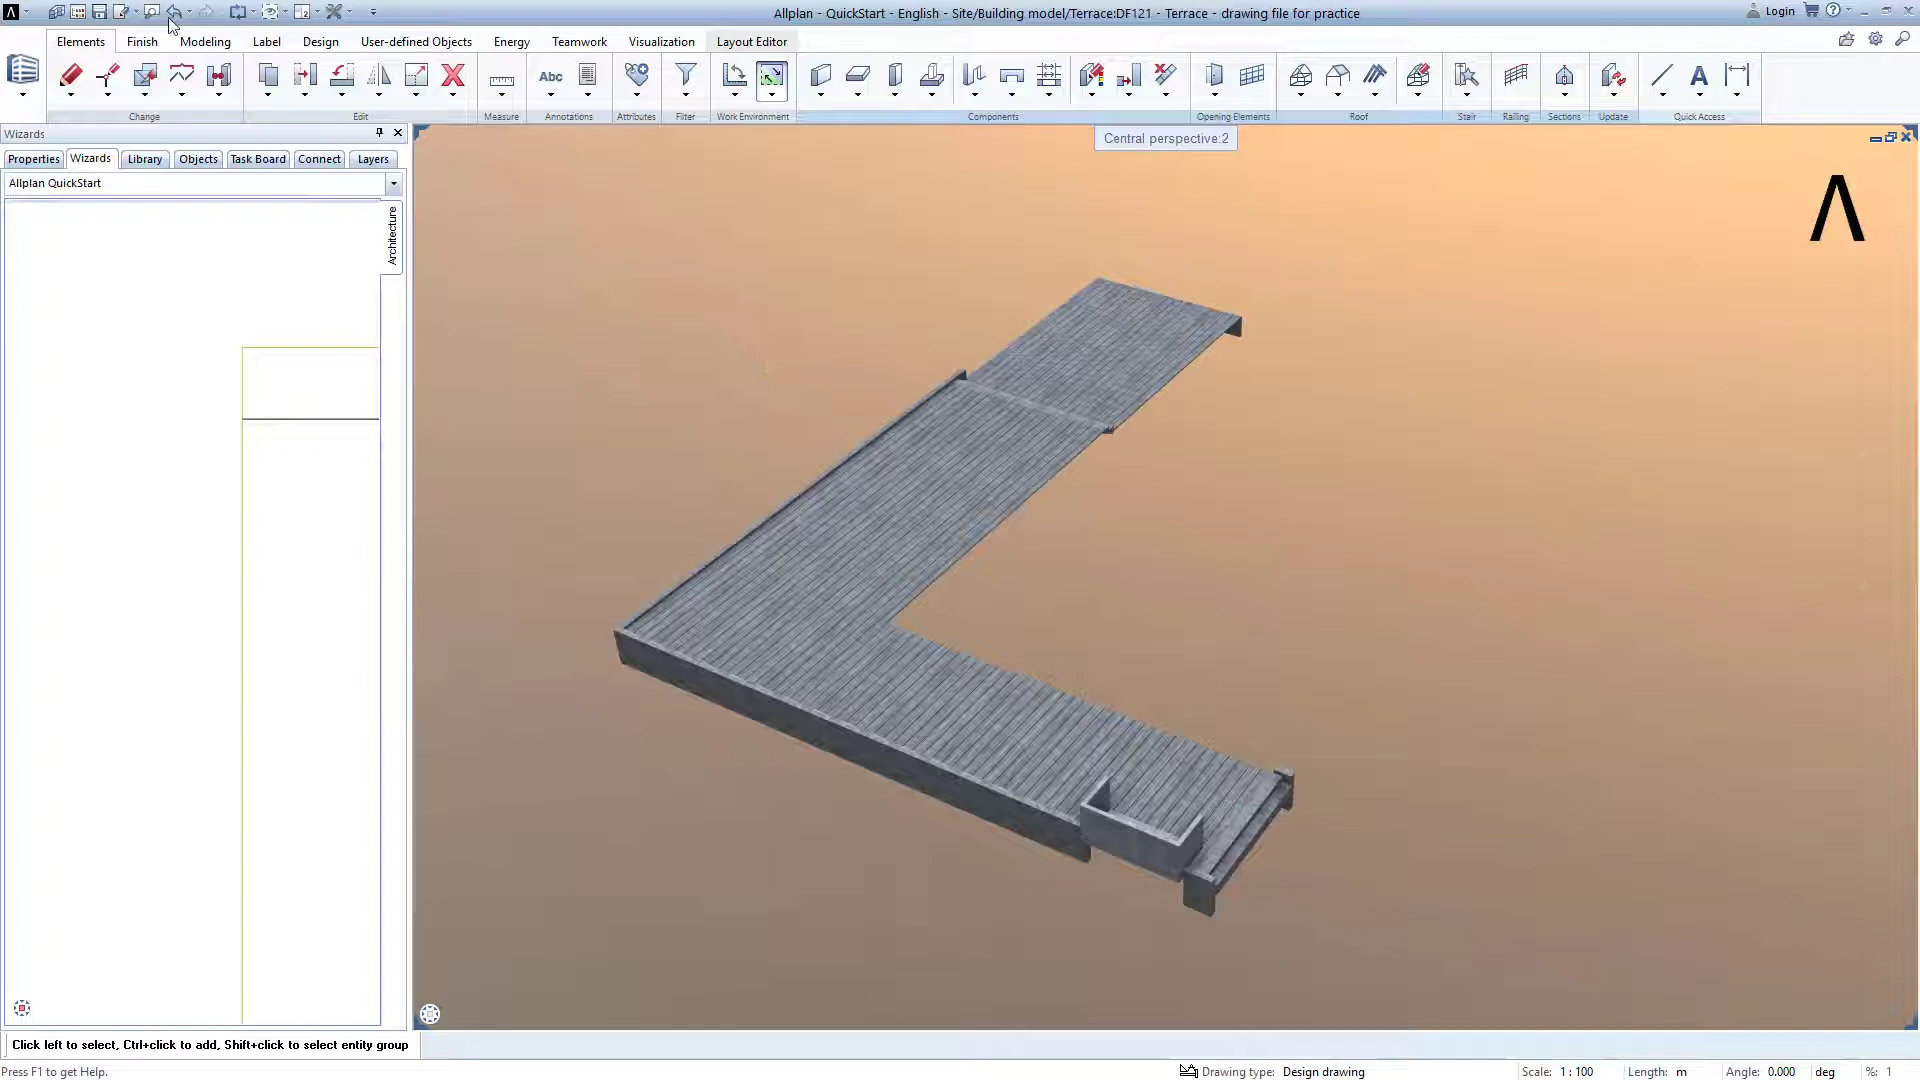 Allplan - QuickStart - English - Site/Building model/Terrace:DF121 - Terrace - drawing file for practice
Login
Elements Finish Modeling Label Design User-defined Objects Energy Teamwork Visualization Layout Editor
Abc
A
Change Edit Measure Annotations Attributes Filter Work Environment Components Opening Elements Roof Stair Railing Sections Update Quick Access
Wizards
Central perspective:2
Properties Wizards Library Objects Task Board Connect Layers
Allplan QuickStart
Architecture
Click left to select, Ctrl+click to add, Shift+click to select entity group
Press F1 to get Help.
Drawing type: Design drawing
Scale: 1 : 100 Length: m Angle: 0.000 deg %: 1